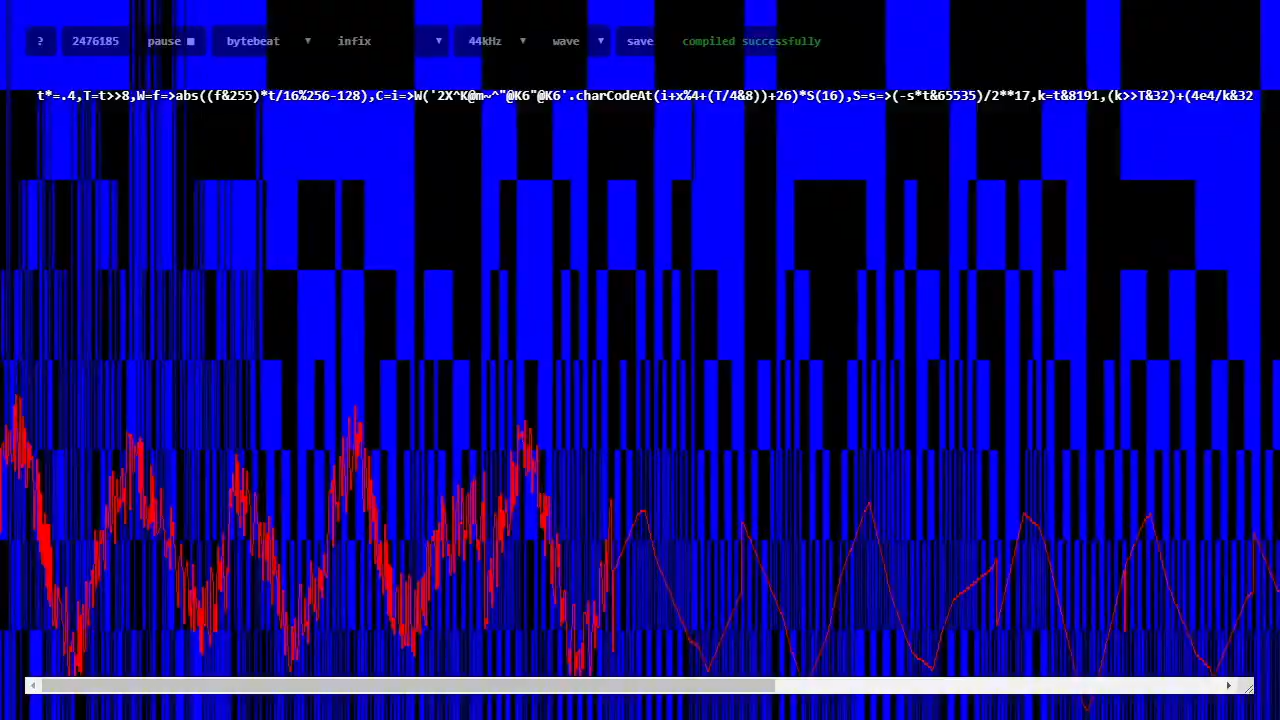 ? 2476185 pause bytebeat infix 44kHz wave save compiled successfully
t*=.4,T=t>>8,W=f=>abs((f&255)*t/16%256-128),C=i=>W('2X^K@m~^"@K6"@K6'.charCodeAt(i+x%4+(T/4&8))+26)*S(16),S=s=>(-s*t&65535)/2**17,k=t&8191,(k>>T&32)+(4e4/k&32